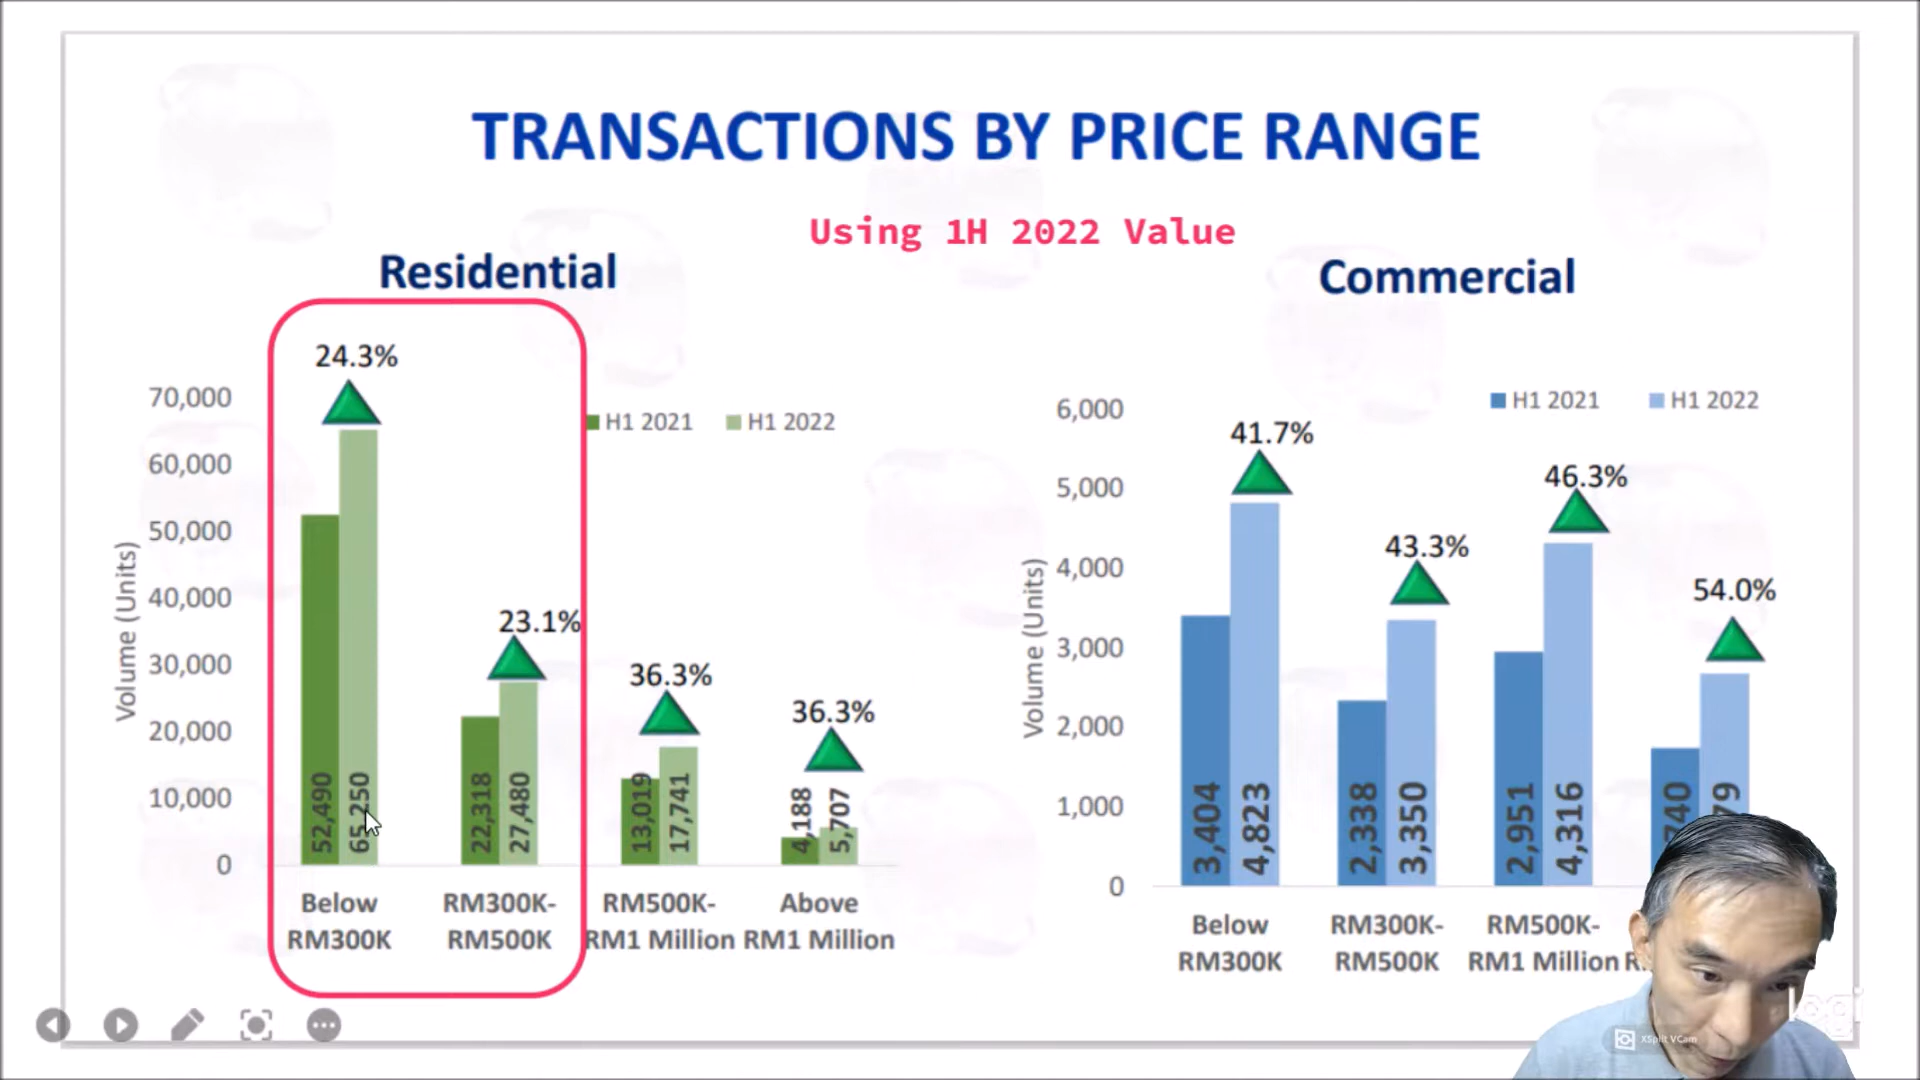 TRANSACTIONS BY PRICE RANGE
Using 1H 2022 Value
Residential
24.3%
23.1%
36.3%
36.3%
H1 2021
H1 2022
Volume (Units)
70,000
60,000
50,000
40,000
30,000
20,000
10,000
0
52,490
65,250
22,318
27,480
13,019
17,741
4,188
5,707
Below
RM300K
RM300K-
RM500K
RM500K-
RM1 Million
Above
RM1 Million
Commercial
H1 2021
H1 2022
41.7%
43.3%
46.3%
54.0%
Volume (Units)
6,000
5,000
4,000
3,000
2,000
1,000
0
3,404
4,823
2,338
3,350
2,951
4,316
740
79
Below
RM300K
RM300K-
RM500K
RM500K-
RM1 Million
logi
XSplit VCam